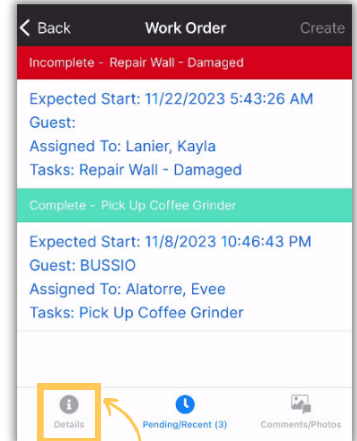 Back Work Order Create
Incomplete - Repair Wall - Damaged
Expected Start: 11/22/2023 5:43:26 AM
Guest:
Assigned To: Lanier, Kayla
Tasks: Repair Wall - Damaged
Complete - Pick Up Coffee Grinder
Expected Start: 11/8/2023 10:46:43 PM
Guest: BUSSIO
Assigned To: Alatorre, Evee
Tasks: Pick Up Coffee Grinder
Details Pending/Recent (3) Comments/Photos